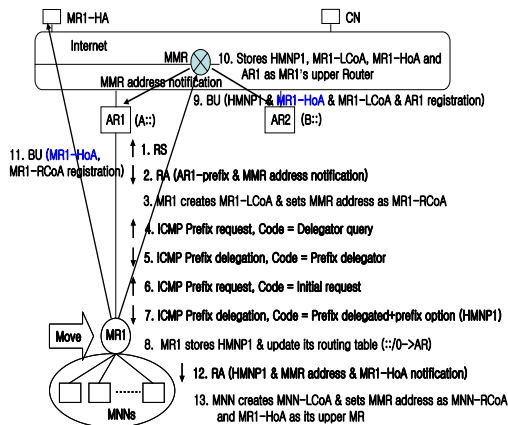 MR1-HA
CN
Internet
MMR
10. Stores HMNP1, MR1-LCoA, MR1-HoA and
AR1 as MR1's upper Router
MMR address notification
9. BU (HMNP1 & MR1-HoA & MR1-LCoA & AR1 registration)
AR1 (A::)
AR2 (B::)
11. BU (MR1-HoA,
MR1-RCoA registration)
1. RS
2. RA (AR1-prefix & MMR address notification)
3. MR1 creates MR1-LCoA & sets MMR address as MR1-RCoA
4. ICMP Prefix request, Code = Delegator query
5. ICMP Prefix delegation, Code = Prefix delegator
6. ICMP Prefix request, Code = Initial request
7. ICMP Prefix delegation, Code = Prefix delegated+prefix option (HMNP1)
Move
MR1
8. MR1 stores HMNP1 & update its routing table (::/0->AR)
12. RA (HMNP1 & MMR address & MR1-HoA notification)
MNNs
13. MNN creates MNN-LCoA & sets MMR address as MNN-RCoA
and MR1-HoA as its upper MR